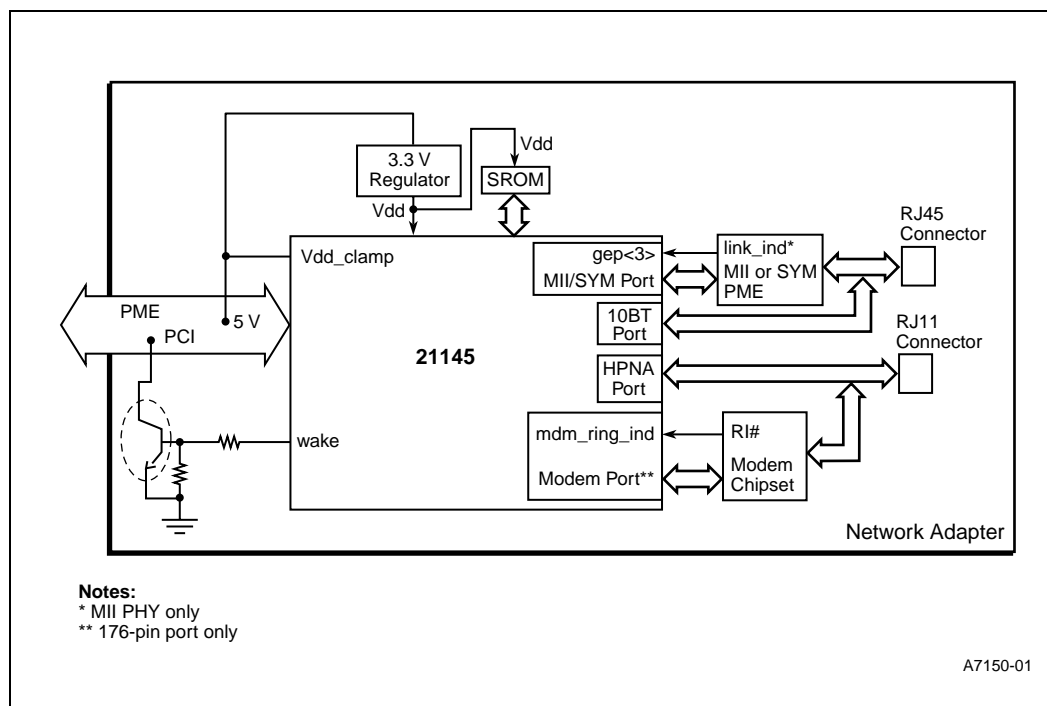 Vdd
3.3 V
Regulator
SROM
Vdd
RJ45
Connector
gep<3>
link_ind*
Vdd_clamp
MII/SYM Port
MII or SYM
PME
PME
5 V
10BT
Port
PCI
RJ11
Connector
21145
HPNA
Port
wake
mdm_ring_ind
RI#
Modem Port**
Modem
Chipset
Network Adapter
Notes:
* MII PHY only
** 176-pin port only
A7150-01